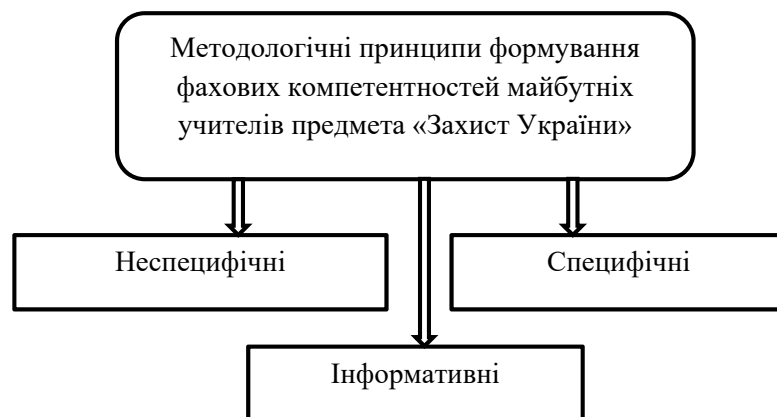 Методологічні принципи формування
фахових компетентностей майбутніх
учителів предмета «Захист України»
Неспецифічні
Специфічні
Інформативні